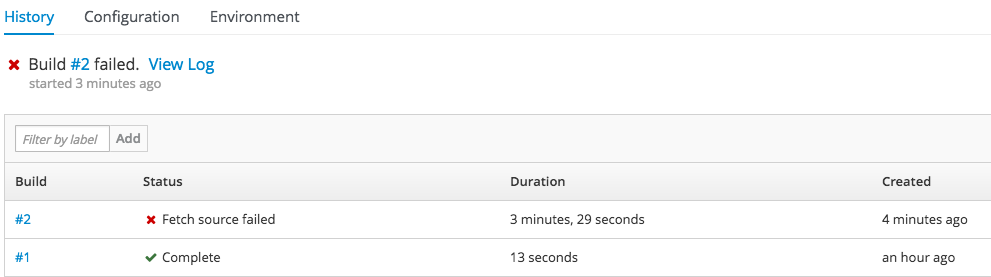 History Configuration Environment
Build #2 failed. View Log
started 3 minutes ago
Filter by label Add
Build Status Duration Created
#2 Fetch source failed 3 minutes, 29 seconds 4 minutes ago
#1 Complete 13 seconds an hour ago